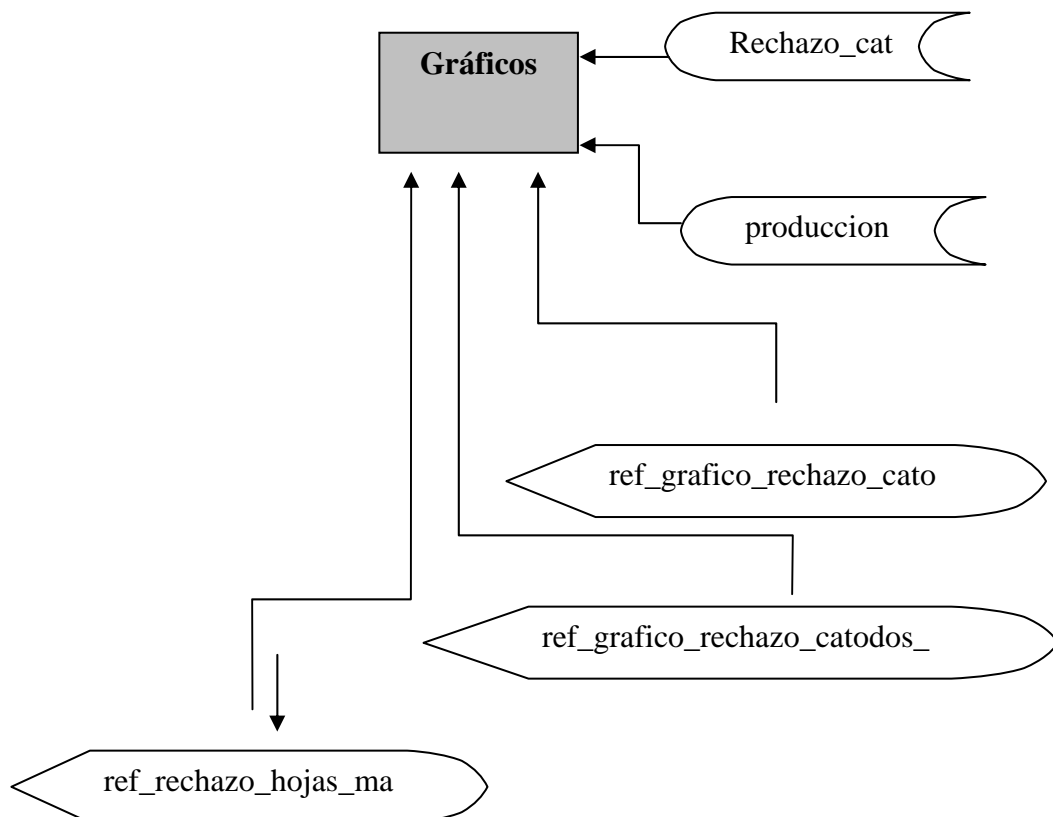 Rechazo_cat
Gráficos
produccion
ref_grafico_rechazo_cato
ref_grafico_rechazo_catodos_
ref_rechazo_hojas_ma